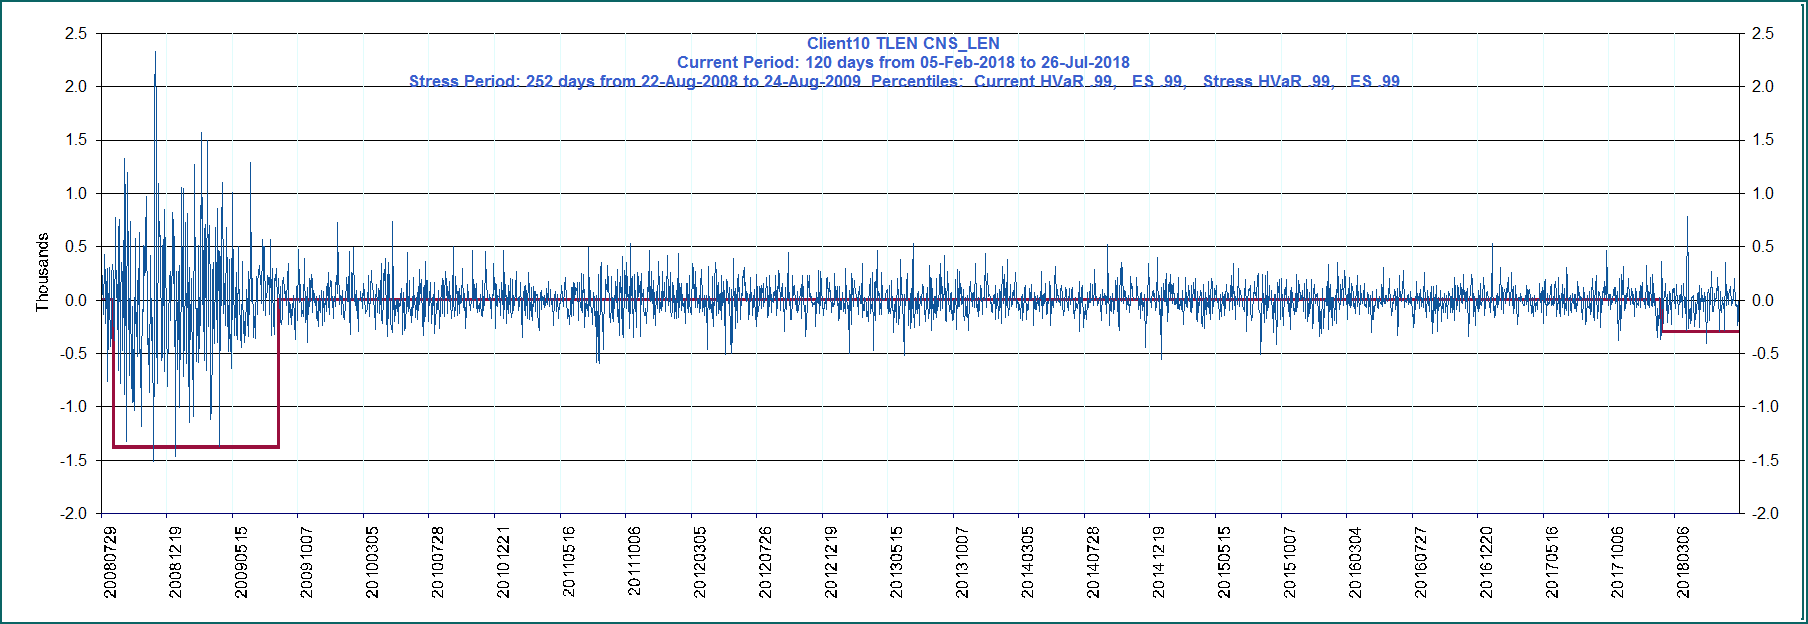 Client10 TLEN CNS_LEN
Current Period: 120 days from 05-Feb-2018 to 26-Jul-2018
Stress Period: 252 days from 22-Aug-2008 to 24-Aug-2009 Percentiles: Current HVaR .99, ES .99, Stress HVaR .99, ES .99
2.5 2.5
2.0 2.0
1.5 1.5
1.0 1.0
0.5 0.5
Thousands
0.0 0.0
-0.5 -0.5
-1.0 -1.0
-1.5 -1.5
-2.0 -2.0
20080729 20081219 20090515 20091007 20100305 20100728 20101221 20110516 20111006 20120305 20120726 20121219 20130515 20131007 20140305 20140728 20141219 20150515 20151007 20160304 20160727 20161220 20170516 20171006 20180306